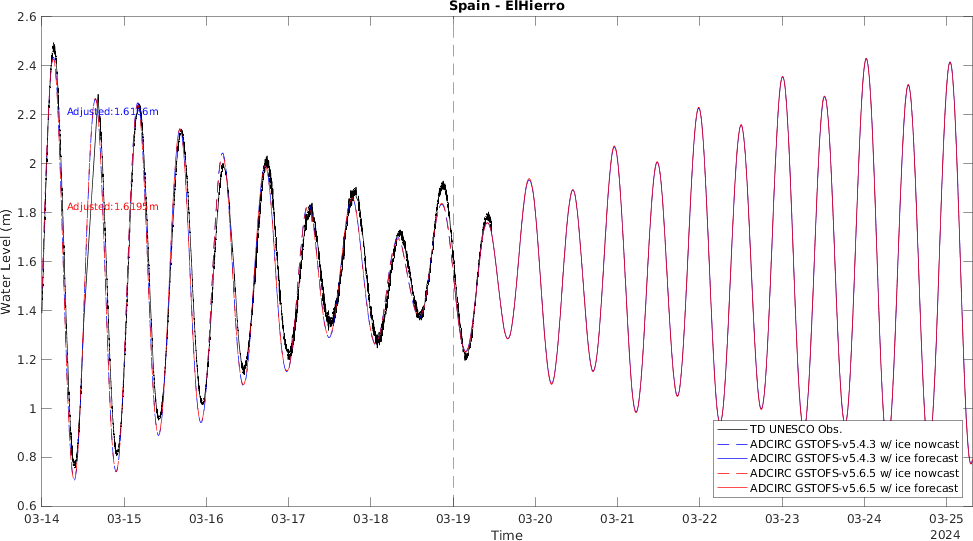 Spain - ElHierro
2.6
2.4
2.2
2
1.8
1.6
1.4
1.2
1
0.8
0.6
Water Level (m)
Adjusted:1.6195m
TD UNESCO Obs.
ADCIRC GSTOFS-v5.4.3 w/ ice nowcast
ADCIRC GSTOFS-v5.4.3 w/ ice forecast
ADCIRC GSTOFS-v5.6.5 w/ ice nowcast
ADCIRC GSTOFS-v5.6.5 w/ ice forecast
03-14 03-15 03-16 03-17 03-18 03-19 03-20 03-21 03-22 03-23 03-24 03-25
2024
Time